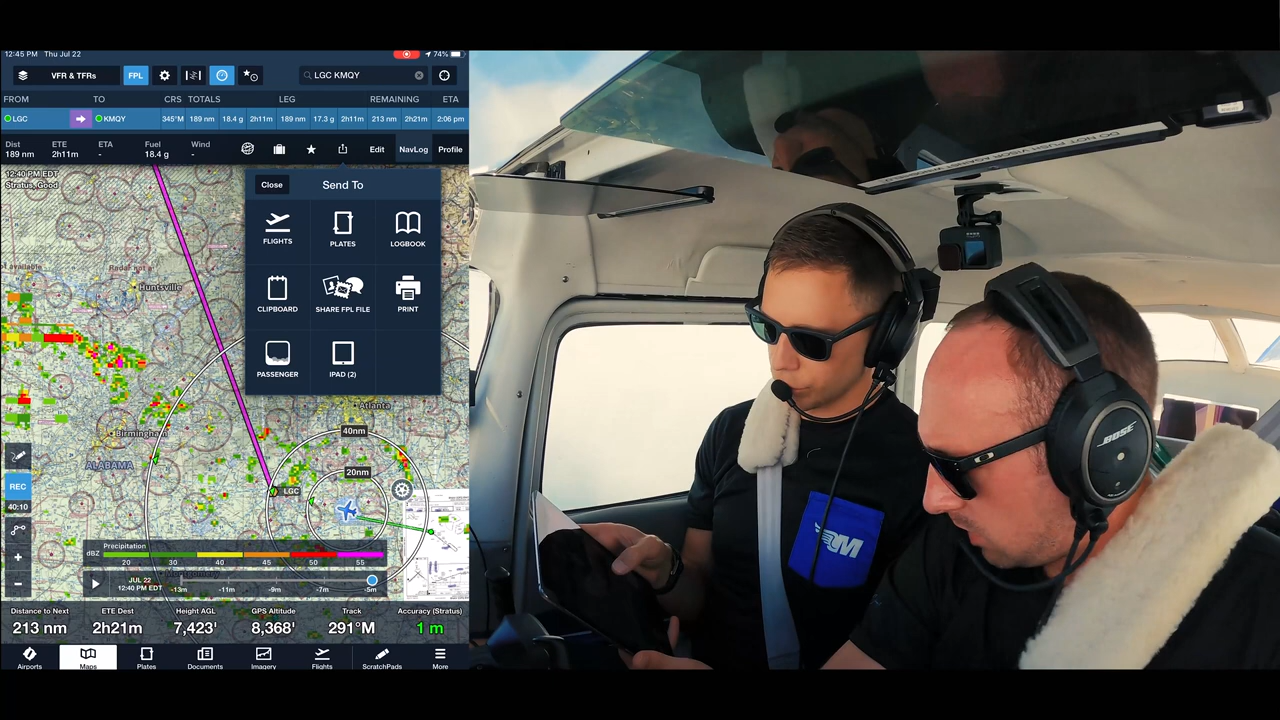 12:45 PM Thu Jul 22
74%
VFR & TFRs
FPL
LGC KMQY
FROM TO CRS TOTALS LEG REMAINING ETA
LGC KMQY 345°M 189 nm 18.4 g 2h11m 189 nm 17.3 g 2h11m 213 nm 2h21m 2:06 pm
Dist ETE ETA Fuel Wind
189 nm 2h11m - 18.4 g -
Edit NavLog Profile
12:40 PM EDT
Stratus, Good
Close Send To
FLIGHTS PLATES LOGBOOK
CLIPBOARD SHARE FPL FILE PRINT
PASSENGER IPAD (2)
Huntsville
Atlanta
Birmingham
ALABAMA
40nm
20nm
LGC
REC
40:10
Precipitation
dBZ
20 30 40 45 50 55
JUL 22
12:40 PM EDT
-13m -11m -9m -7m -5m
Distance to Next ETE Dest Height AGL GPS Altitude Track Accuracy (Stratus)
213 nm 2h21m 7,423' 8,368' 291°M 1 m
Airports Maps Plates Documents Imagery Flights ScratchPads More
DO NOT PUSH VISOR AGAINST
BOSE
M